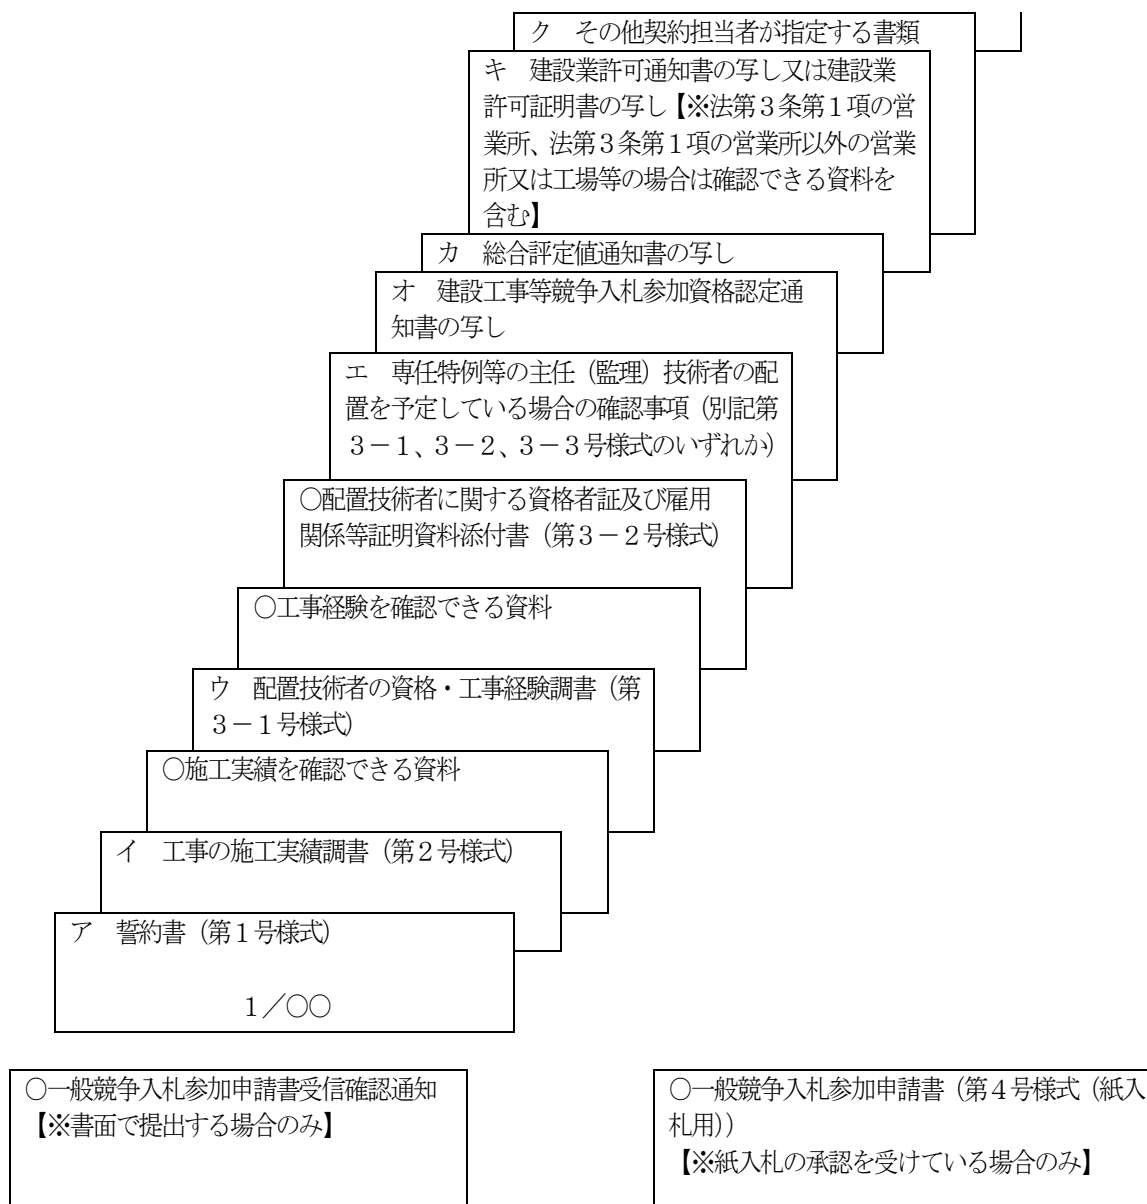 ク　その他契約担当者が指定する書類
キ　建設業許可通知書の写し又は建設業
許可証明書の写し【※法第３条第１項の営
業所、法第３条第１項の営業所以外の営業
所又は工場等の場合は確認できる資料を
含む】
カ　総合評定値通知書の写し
オ　建設工事等競争入札参加資格認定通
知書の写し
エ　専任特例等の主任（監理）技術者の配
置を予定している場合の確認事項（別記第
３－１、３－２、３－３号様式のいずれか）
○配置技術者に関する資格者証及び雇用
関係等証明資料添付書（第３－２号様式）
○工事経験を確認できる資料
ウ　配置技術者の資格・工事経験調書（第
３－１号様式）
○施工実績を確認できる資料
イ　工事の施工実績調書（第２号様式）
ア　誓約書（第１号様式）
１／○○
○一般競争入札参加申請書受信確認通知
【※書面で提出する場合のみ】
○一般競争入札参加申請書（第４号様式（紙入
札用））
【※紙入札の承認を受けている場合のみ】